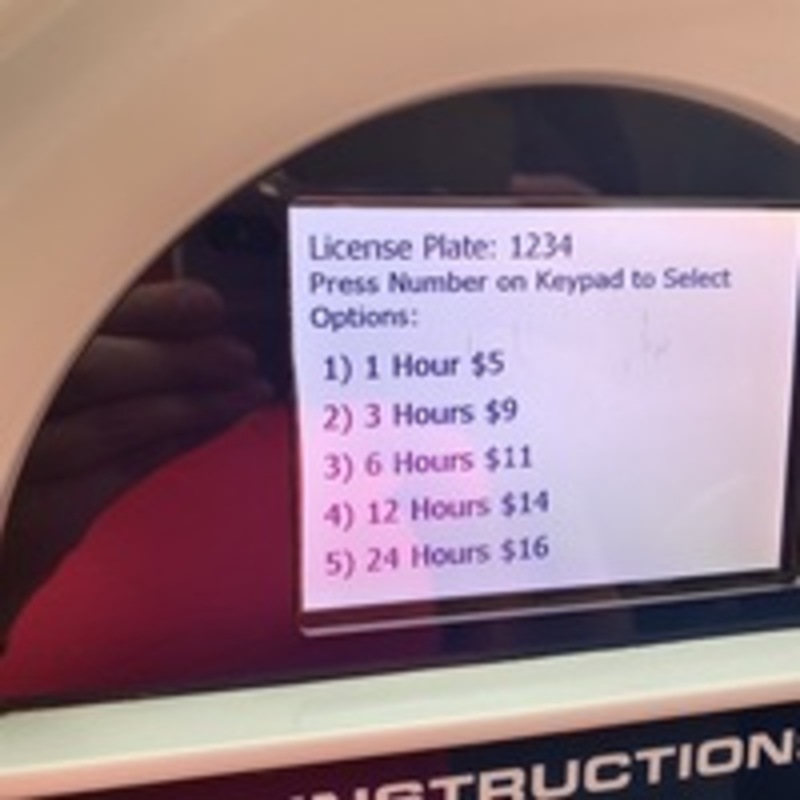 License Plate: 1234
Press Number on Keypad to Select
Options:
1) 1 Hour $5
2) 3 Hours $9
3) 6 Hours $11
4) 12 Hours $14
5) 24 Hours $16
INSTRUCTION